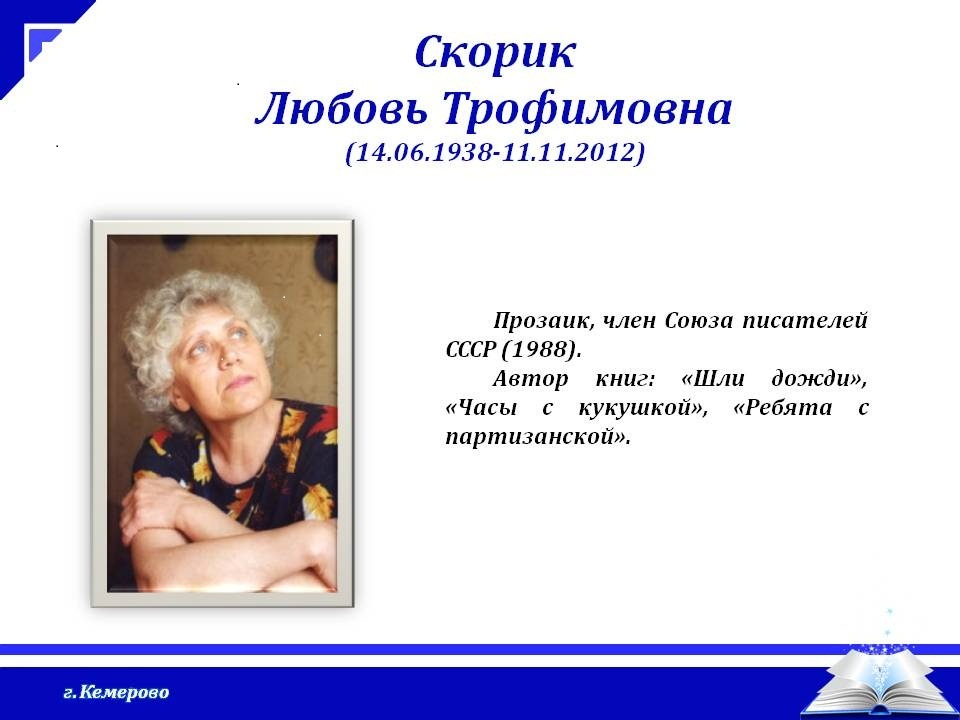 Скорик
Любовь Трофимовна
(14.06.1938-11.11.2012)
Прозаик, член Союза писателей
СССР (1988).
Автор книг: «Шли дожди»,
«Часы с кукушкой», «Ребята с
партизанской».
г. Кемерово